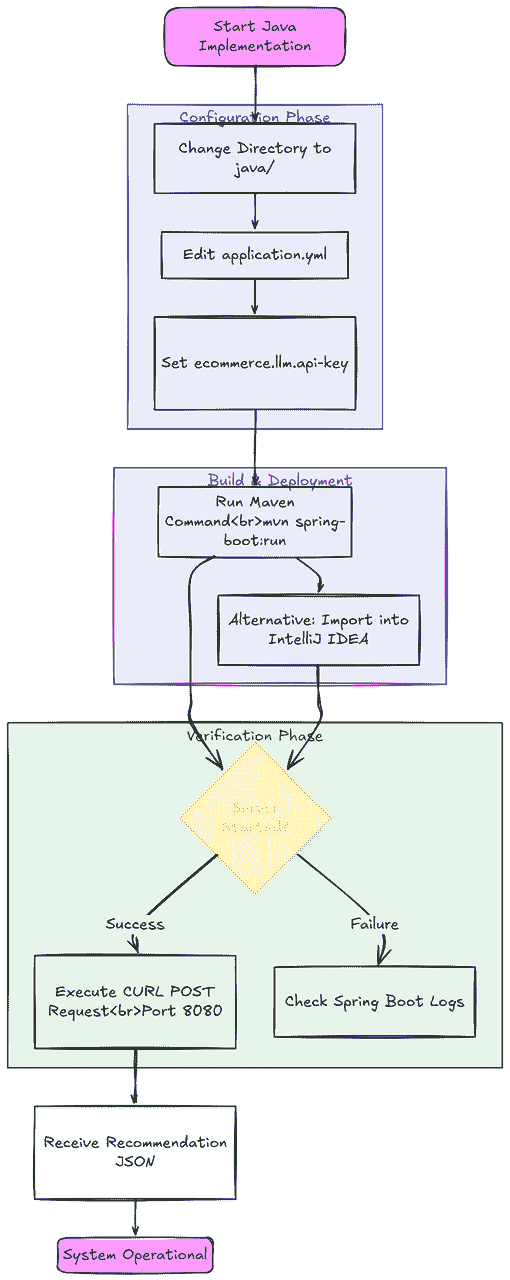 Start Java
Implementation
Configuration Phase
Change Directory to
java/
Edit application.yml
Set ecommerce.llm.api-key
Build & Deployment
Run Maven
Command<br>mvn spring-
boot:run
Alternative: Import into
IntelliJ IDEA
Verification Phase
Server
Started?
Success
Failure
Execute CURL POST
Request<br>Port 8080
Check Spring Boot Logs
Receive Recommendation
JSON
System Operational